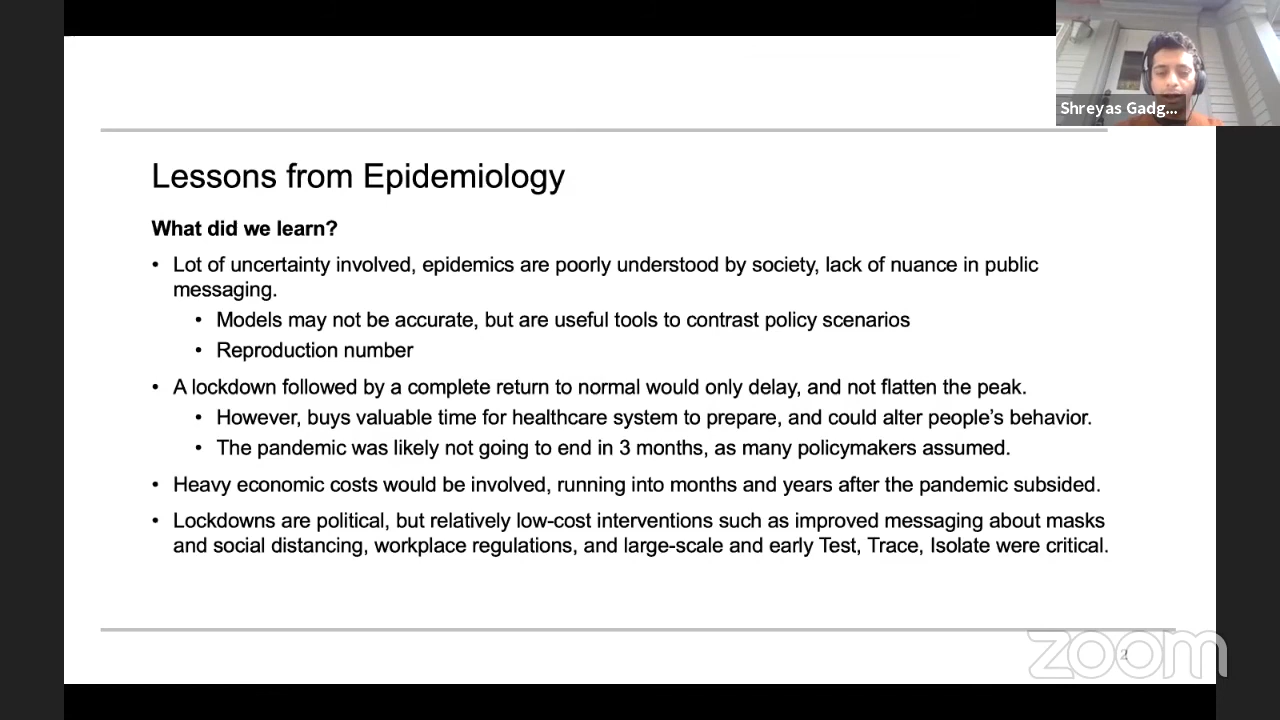 Shreyas Gadg...
Lessons from Epidemiology
What did we learn?
• Lot of uncertainty involved, epidemics are poorly understood by society, lack of nuance in public
messaging.
• Models may not be accurate, but are useful tools to contrast policy scenarios
• Reproduction number
• A lockdown followed by a complete return to normal would only delay, and not flatten the peak.
• However, buys valuable time for healthcare system to prepare, and could alter people's behavior.
• The pandemic was likely not going to end in 3 months, as many policymakers assumed.
• Heavy economic costs would be involved, running into months and years after the pandemic subsided.
• Lockdowns are political, but relatively low-cost interventions such as improved messaging about masks
and social distancing, workplace regulations, and large-scale and early Test, Trace, Isolate were critical.
zoom
2